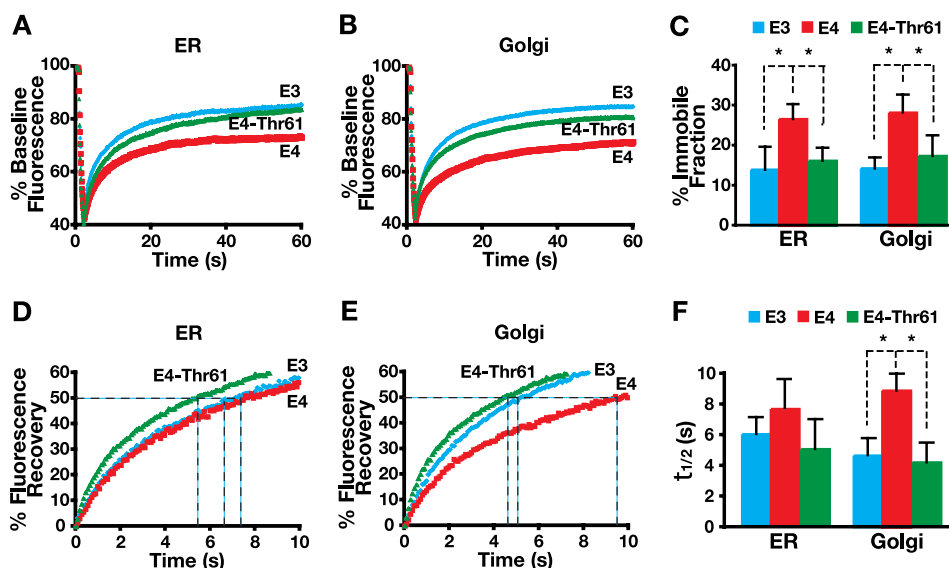 A
ER
% Baseline
Fluorescence
100
80
60
40
0
20
40
60
Time (s)
E3
E4-Thr61
E4
B
Golgi
% Baseline
Fluorescence
100
80
60
40
0
20
40
60
Time (s)
E3
E4-Thr61
E4
C
E3 E4 E4-Thr61
* * * *
% Immobile
Fraction
40
30
20
10
0
ER Golgi
D
ER
% Fluorescence
Recovery
60
50
40
30
20
10
0
0 2 4 6 8 10
Time (s)
E4-Thr61
E3
E4
E
Golgi
% Fluorescence
Recovery
60
50
40
30
20
10
0
0 2 4 6 8 10
Time (s)
E4-Thr61
E3
E4
F
E3 E4 E4-Thr61
* *
t1/2 (s)
10
8
6
4
2
0
ER Golgi